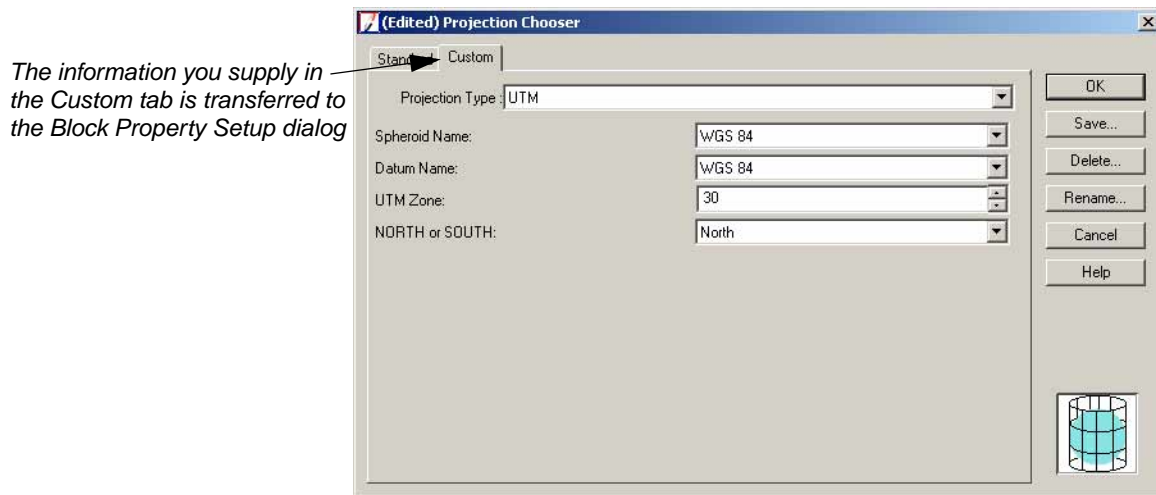 (Edited) Projection Chooser
The information you supply in
the Custom tab is transferred to
the Block Property Setup dialog
Custom
Projection Type : UTM
Spheroid Name: WGS 84
Datum Name: WGS 84
UTM Zone: 30
NORTH or SOUTH: North
OK
Save...
Delete...
Rename...
Cancel
Help